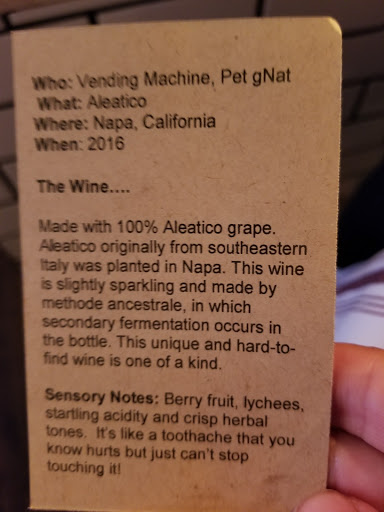 Who: Vending Machine, Pet gNat
What: Aleatico
Where: Napa, California
When: 2016
The Wine....
Made with 100% Aleatico grape.
Aleatico originally from southeastern
Italy was planted in Napa. This wine
is slightly sparkling and made by
methode ancestrale, in which
secondary fermentation occurs in
the bottle. This unique and hard-to-
find wine is one of a kind.
Sensory Notes: Berry fruit, lychees,
startling acidity and crisp herbal
tones. It's like a toothache that you
know hurts but just can't stop
touching it!